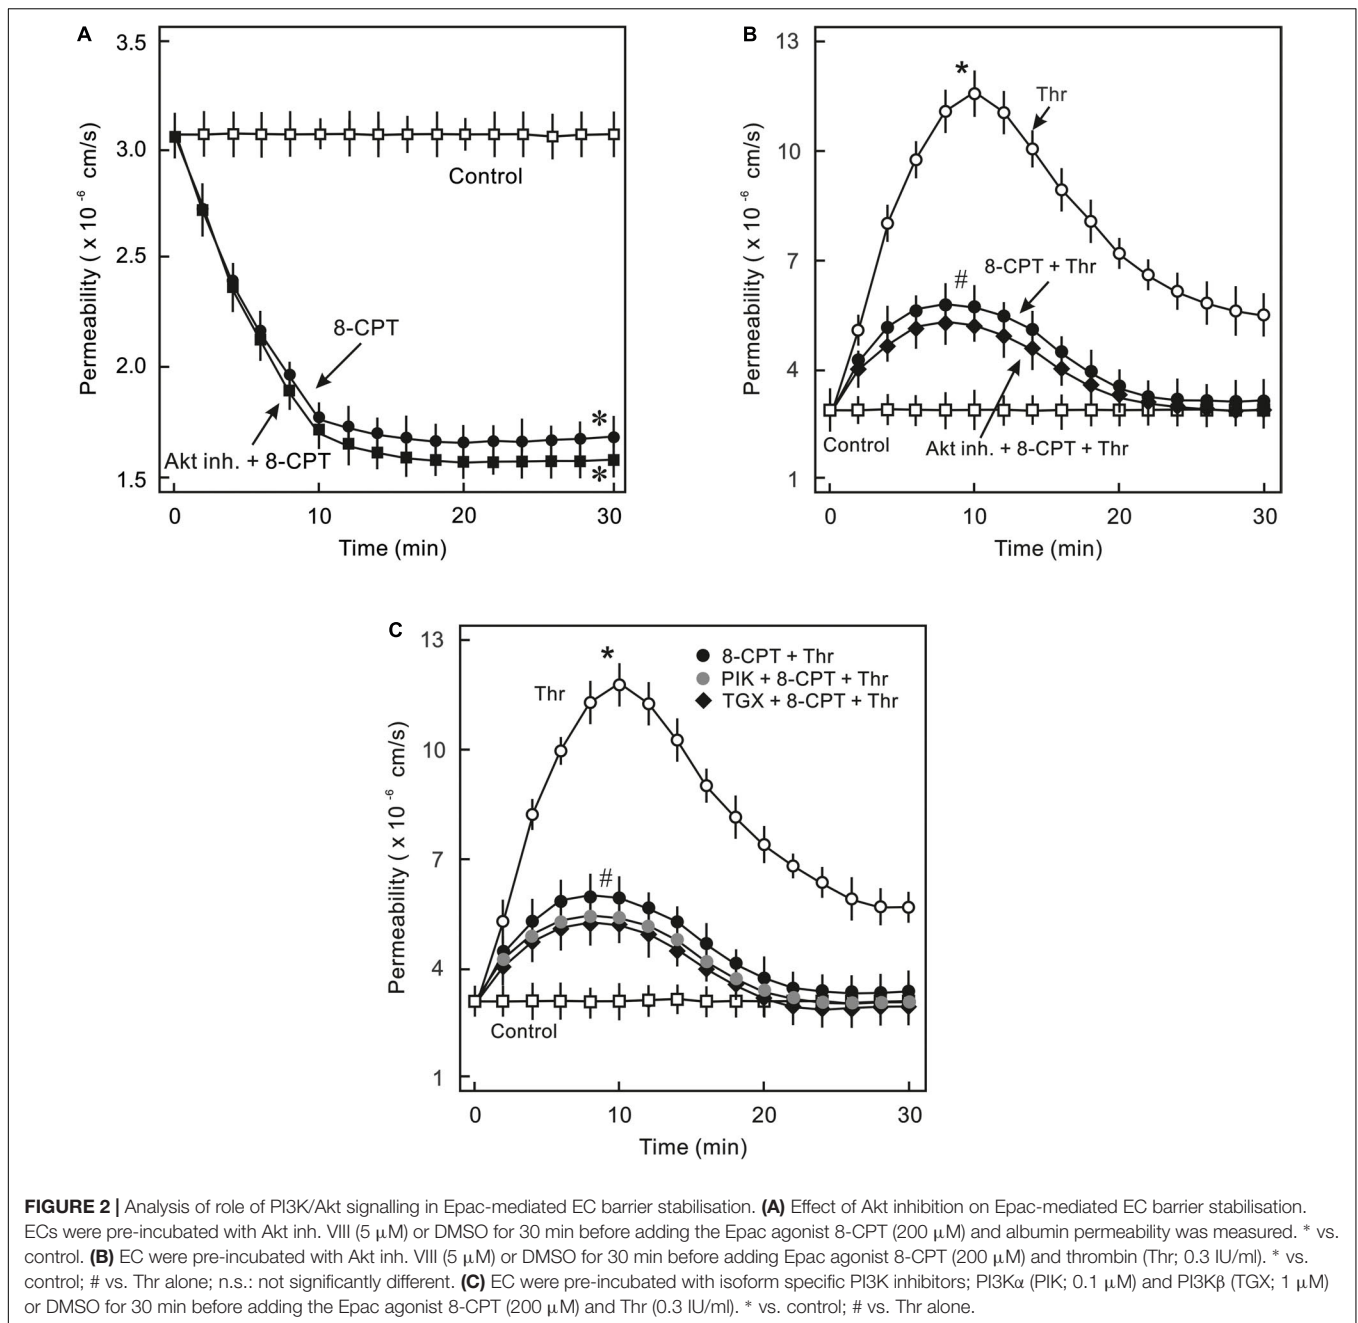 A
3.5
3.0
2.5
2.0
1.5
Permeability ( x 10⁻⁶ cm/s)
Control
8-CPT
Akt inh. + 8-CPT
*
*
0 10 20 30
Time (min)
B
13
10
7
4
1
Permeability ( x 10⁻⁶ cm/s)
*
Thr
#
8-CPT + Thr
Control
Akt inh. + 8-CPT + Thr
0 10 20 30
Time (min)
C
13
10
7
4
1
Permeability ( x 10⁻⁶ cm/s)
*
Thr
8-CPT + Thr
PIK + 8-CPT + Thr
TGX + 8-CPT + Thr
#
Control
0 10 20 30
Time (min)
FIGURE 2 | Analysis of role of PI3K/Akt signalling in Epac-mediated EC barrier stabilisation. (A) Effect of Akt inhibition on Epac-mediated EC barrier stabilisation.
ECs were pre-incubated with Akt inh. VIII (5 μM) or DMSO for 30 min before adding the Epac agonist 8-CPT (200 μM) and albumin permeability was measured. * vs.
control. (B) EC were pre-incubated with Akt inh. VIII (5 μM) or DMSO for 30 min before adding Epac agonist 8-CPT (200 μM) and thrombin (Thr; 0.3 IU/ml). * vs.
control; # vs. Thr alone; n.s.: not significantly different. (C) EC were pre-incubated with isoform specific PI3K inhibitors; PI3Kα (PIK; 0.1 μM) and PI3Kβ (TGX; 1 μM)
or DMSO for 30 min before adding the Epac agonist 8-CPT (200 μM) and Thr (0.3 IU/ml). * vs. control; # vs. Thr alone.